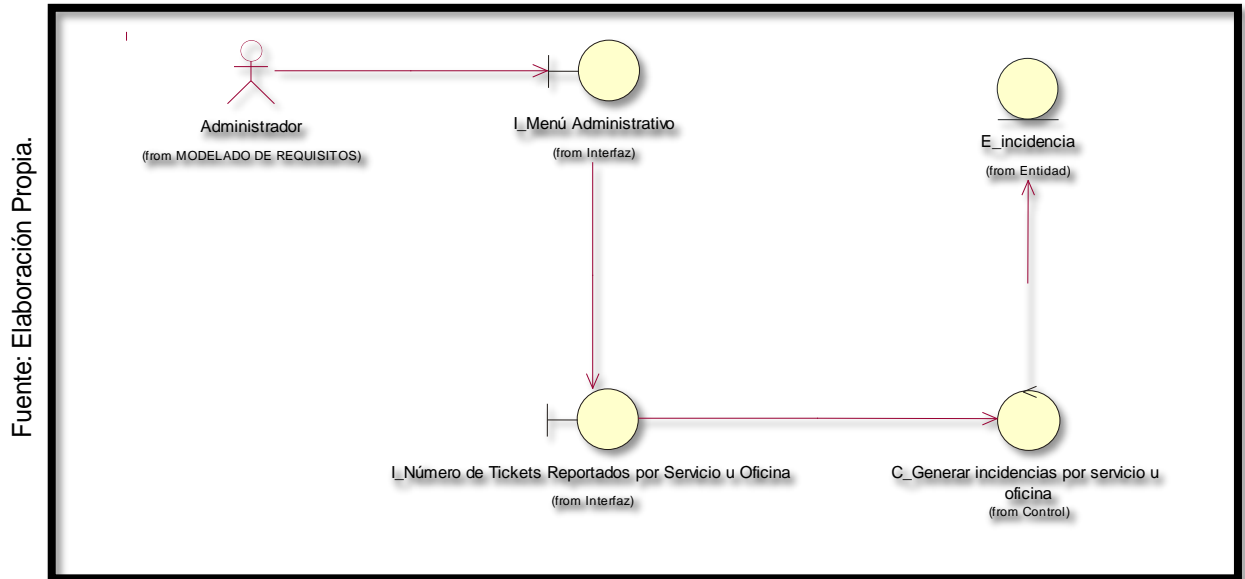 Fuente: Elaboración Propia.
Administrador
(from MODELADO DE REQUISITOS)
I_Menú Administrativo
(from Interfaz)
E_incidencia
(from Entidad)
I_Número de Tickets Reportados por Servicio u Oficina
(from Interfaz)
C_Generar incidencias por servicio u
oficina
(from Control)